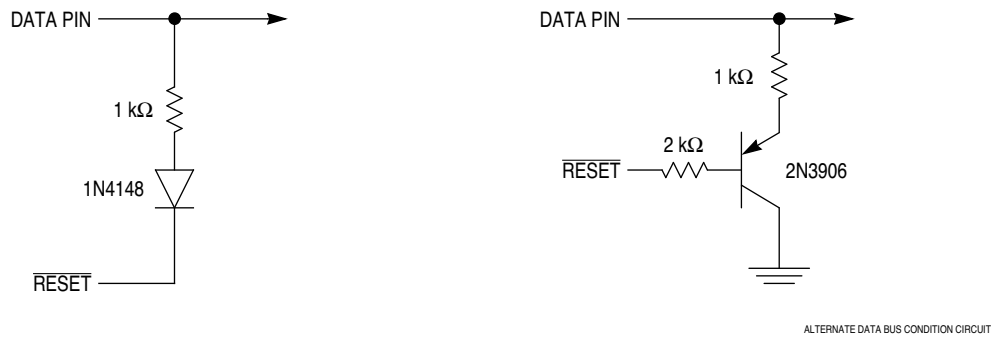 DATA PIN
1 kΩ
1N4148
RESET
DATA PIN
1 kΩ
2 kΩ
RESET
2N3906
ALTERNATE DATA BUS CONDITION CIRCUIT